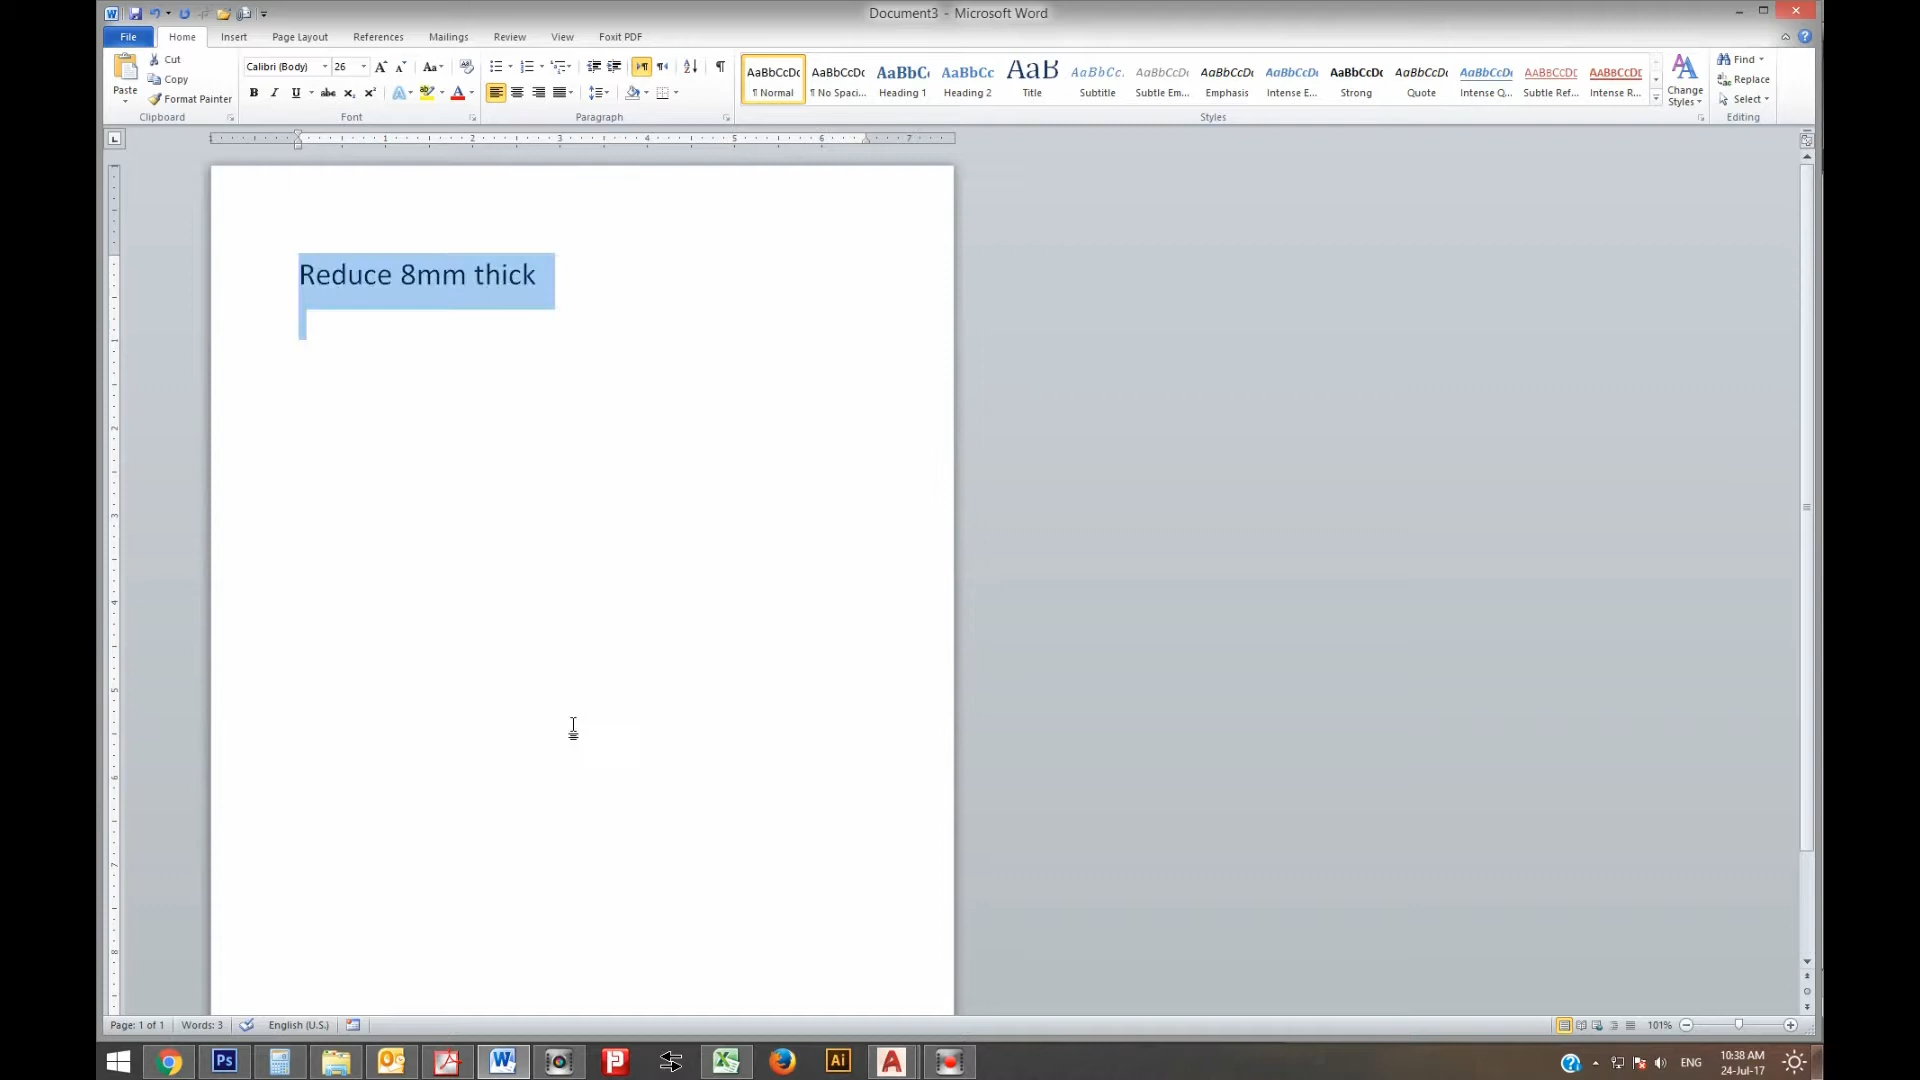 Document3 - Microsoft Word
File Home Insert Page Layout References Mailings Review View Foxit PDF
Paste
Cut
Copy
Format Painter
Clipboard
Calibri (Body) 26
Font
Paragraph
AaBbCcDc AaBbCcDc AaBbC AaBbCc AaB AaBbCc. AaBbCcDc AaBbCcDc AaBbCcDc AaBbCcDc AaBbCcDc AaBbCcDc AABBCCDC AABBCCDC
¶ Normal ¶ No Spaci... Heading 1 Heading 2 Title Subtitle Subtle Em... Emphasis Intense E... Strong Quote Intense Q... Subtle Ref... Intense R...
Styles
Change Styles
Find
Replace
Select
Editing
Reduce 8mm thick
Page: 1 of 1 Words: 3 English (U.S.) 101%
ENG
10:38 AM
24-Jul-17